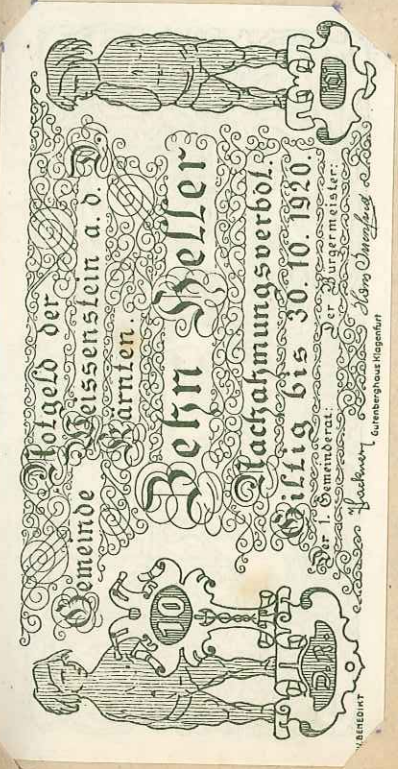 Notgeld der
Gemeinde Weissenstein a. d. D.
Kärnten.
Zehn Heller
Nachahmungsverbot.
Giltig bis 30. 10. 1920.
Der 1. Gemeinderat: Der Bürgermeister:
10
10
D.R.
W. BENEDIKT
Gutenberghaus Klagenfurt